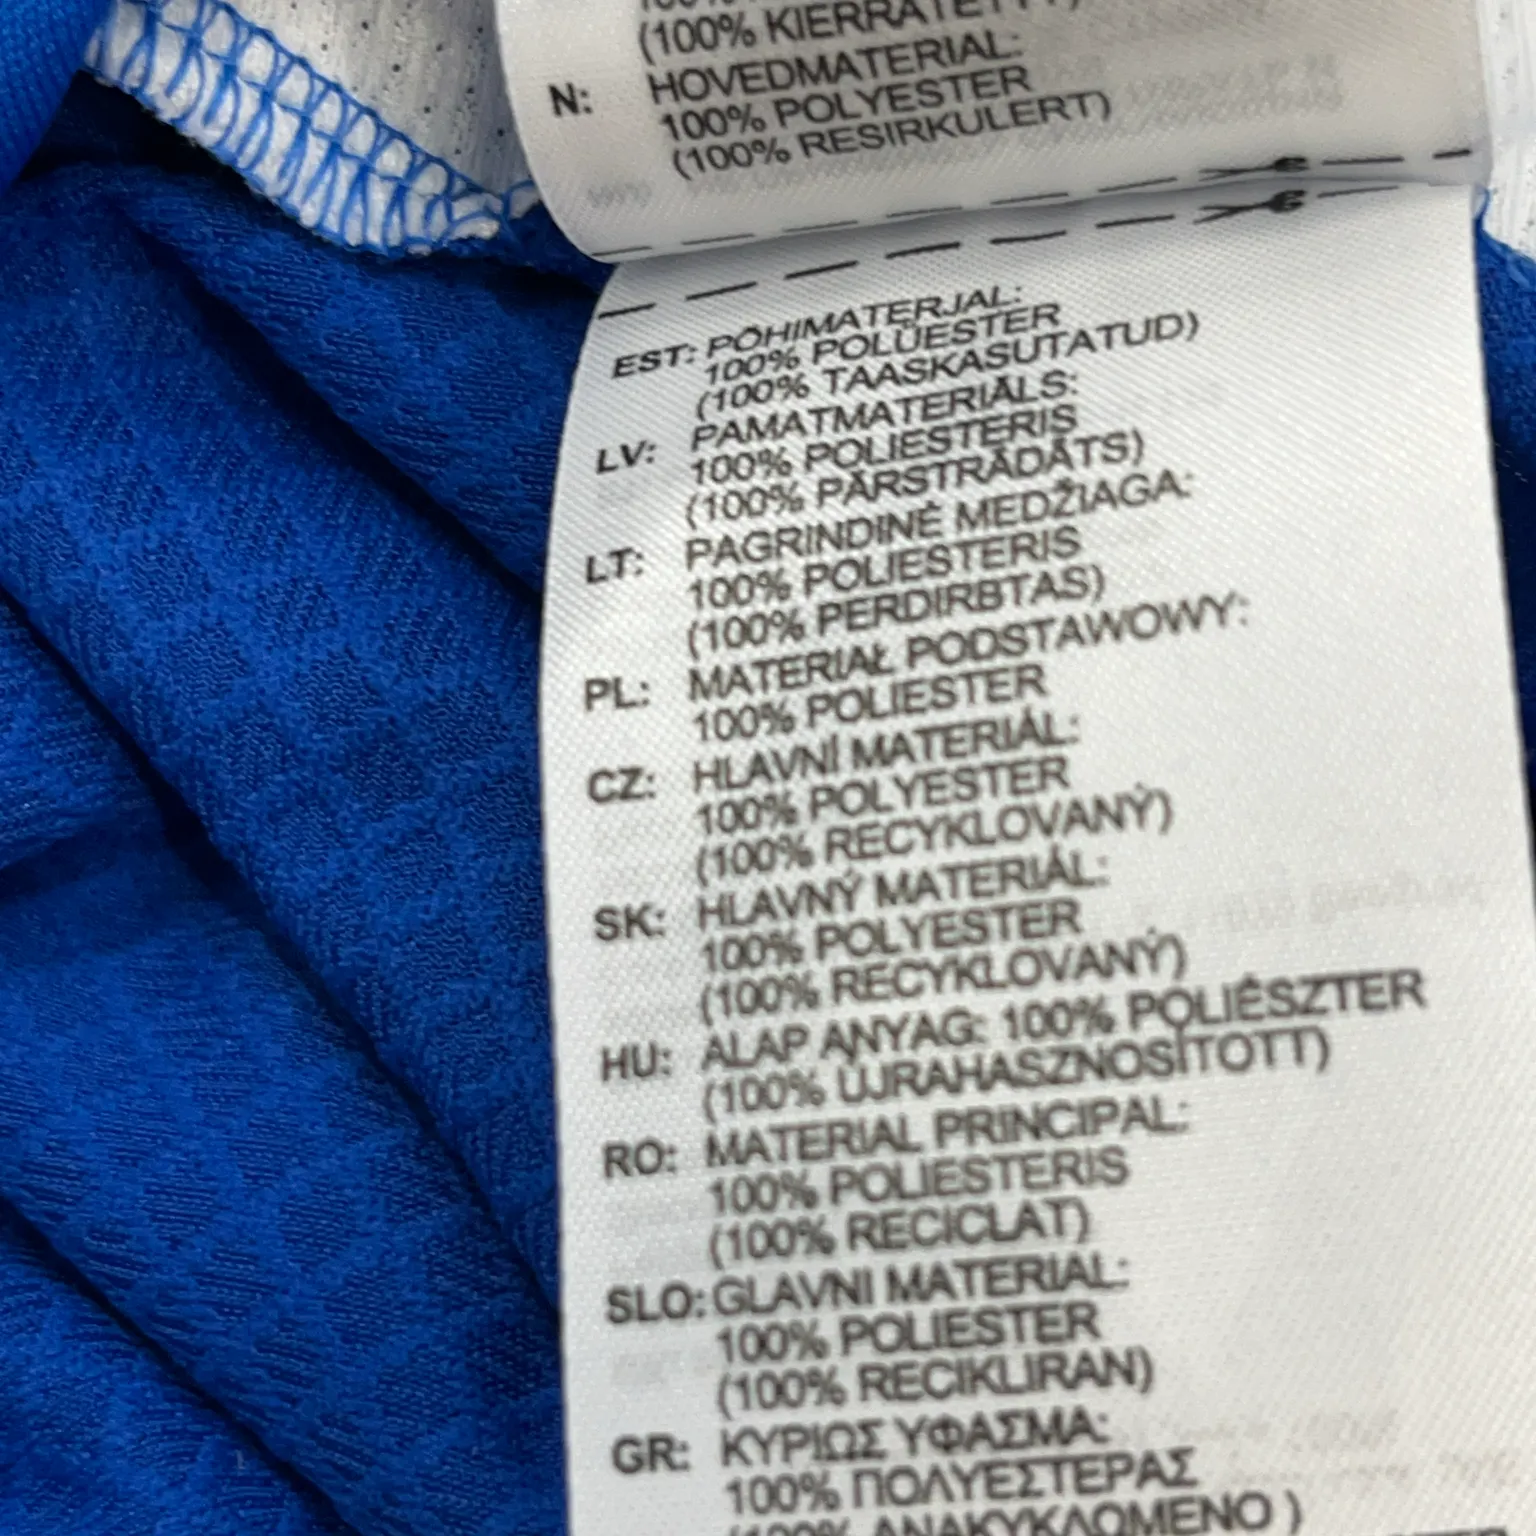 (100% KIERRÄTETTY)
N: HOVEDMATERIAL:
100% POLYESTER
(100% RESIRKULERT)
EST: PÕHIMATERJAL:
100% POLÜESTER
(100% TAASKASUTATUD)
LV: PAMATMATERIĀLS:
100% POLIESTERIS
(100% PĀRSTRĀDĀTS)
LT: PAGRINDINĖ MEDŽIAGA:
100% POLIESTERIS
(100% PERDIRBTAS)
PL: MATERIAŁ PODSTAWOWY:
100% POLIESTER
CZ: HLAVNÍ MATERIÁL:
100% POLYESTER
(100% RECYKLOVANÝ)
SK: HLAVNÝ MATERIÁL:
100% POLYESTER
(100% RECYKLOVANÝ)
HU: ALAP ANYAG: 100% POLIÉSZTER
(100% ÚJRAHASZNOSÍTOTT)
RO: MATERIAL PRINCIPAL:
100% POLIESTERIS
(100% RECICLAT)
SLO: GLAVNI MATERIAL:
100% POLIESTER
(100% RECIKLIRAN)
GR: ΚΥΡΙΩΣ ΥΦΑΣΜΑ:
100% ΠΟΛΥΕΣΤΕΡΑΣ
(100% ΑΝΑΚΥΚΛΩΜΕΝΟ )